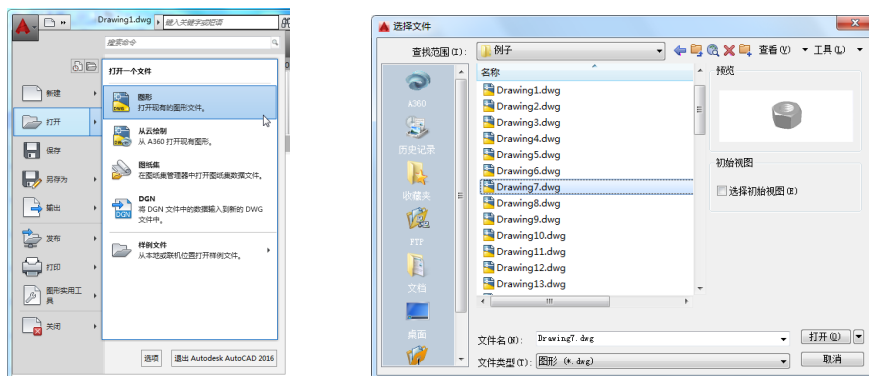 Drawing1.dwg
键入关键字或短语
搜索命令
新建
打开
保存
另存为
输出
发布
打印
图形实用工具
关闭
打开一个文件
图形
打开现有的图形文件。
从云绘制
从 A360 打开现有图形。
图纸集
在图纸集管理器中打开图纸集数据文件。
DGN
将 DGN 文件中的数据输入到新的 DWG
文件中。
样例文件
从本地或联机位置打开样例文件。
选项
退出 Autodesk AutoCAD 2016
选择文件
查找范围(I):
例子
查看(V)
工具(L)
A360
历史记录
收藏夹
FTP
文档
桌面
名称
Drawing1.dwg
Drawing2.dwg
Drawing3.dwg
Drawing4.dwg
Drawing5.dwg
Drawing6.dwg
Drawing7.dwg
Drawing8.dwg
Drawing9.dwg
Drawing10.dwg
Drawing11.dwg
Drawing12.dwg
Drawing13.dwg
预览
初始视图
选择初始视图(E)
文件名(N):
Drawing7.dwg
打开(O)
文件类型(T):
图形 (*.dwg)
取消